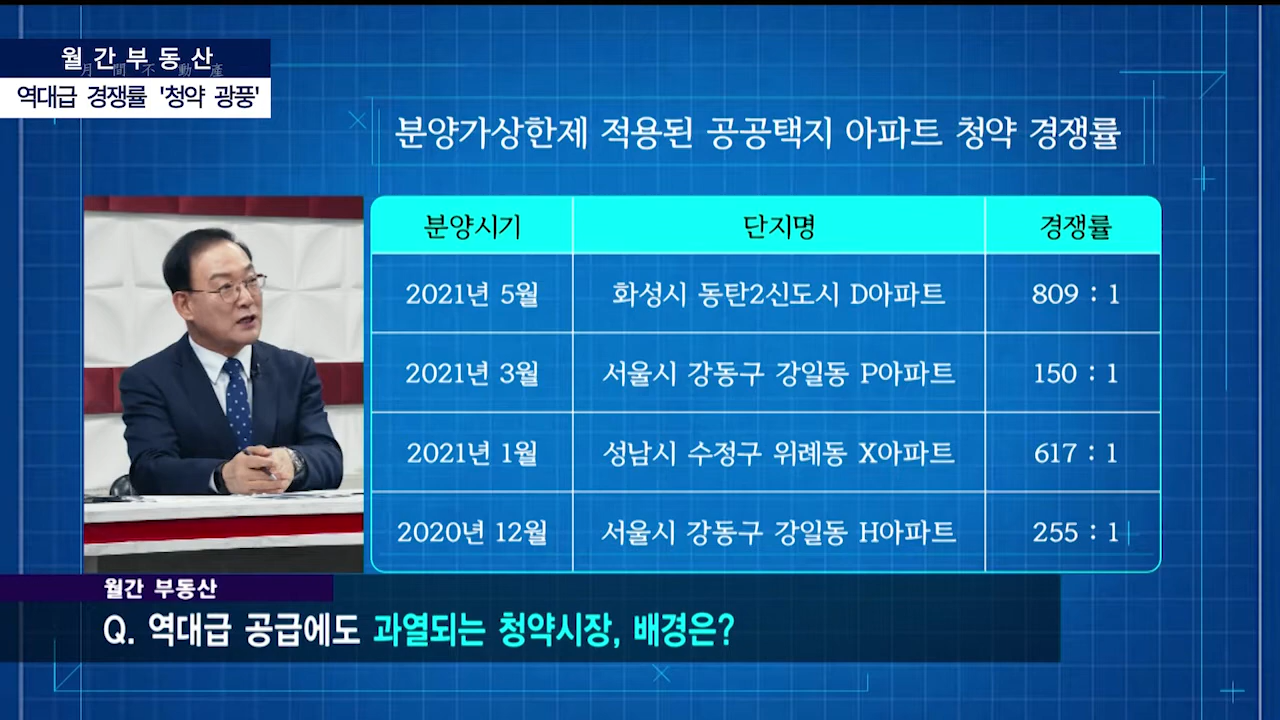 월간부동산
月間不動産
역대급 경쟁률 '청약 광풍'
분양가상한제 적용된 공공택지 아파트 청약 경쟁률
분양시기 단지명 경쟁률
2021년 5월 화성시 동탄2신도시 D아파트 809 : 1
2021년 3월 서울시 강동구 강일동 P아파트 150 : 1
2021년 1월 성남시 수정구 위례동 X아파트 617 : 1
2020년 12월 서울시 강동구 강일동 H아파트 255 : 1
월간 부동산
Q. 역대급 공급에도 과열되는 청약시장, 배경은?